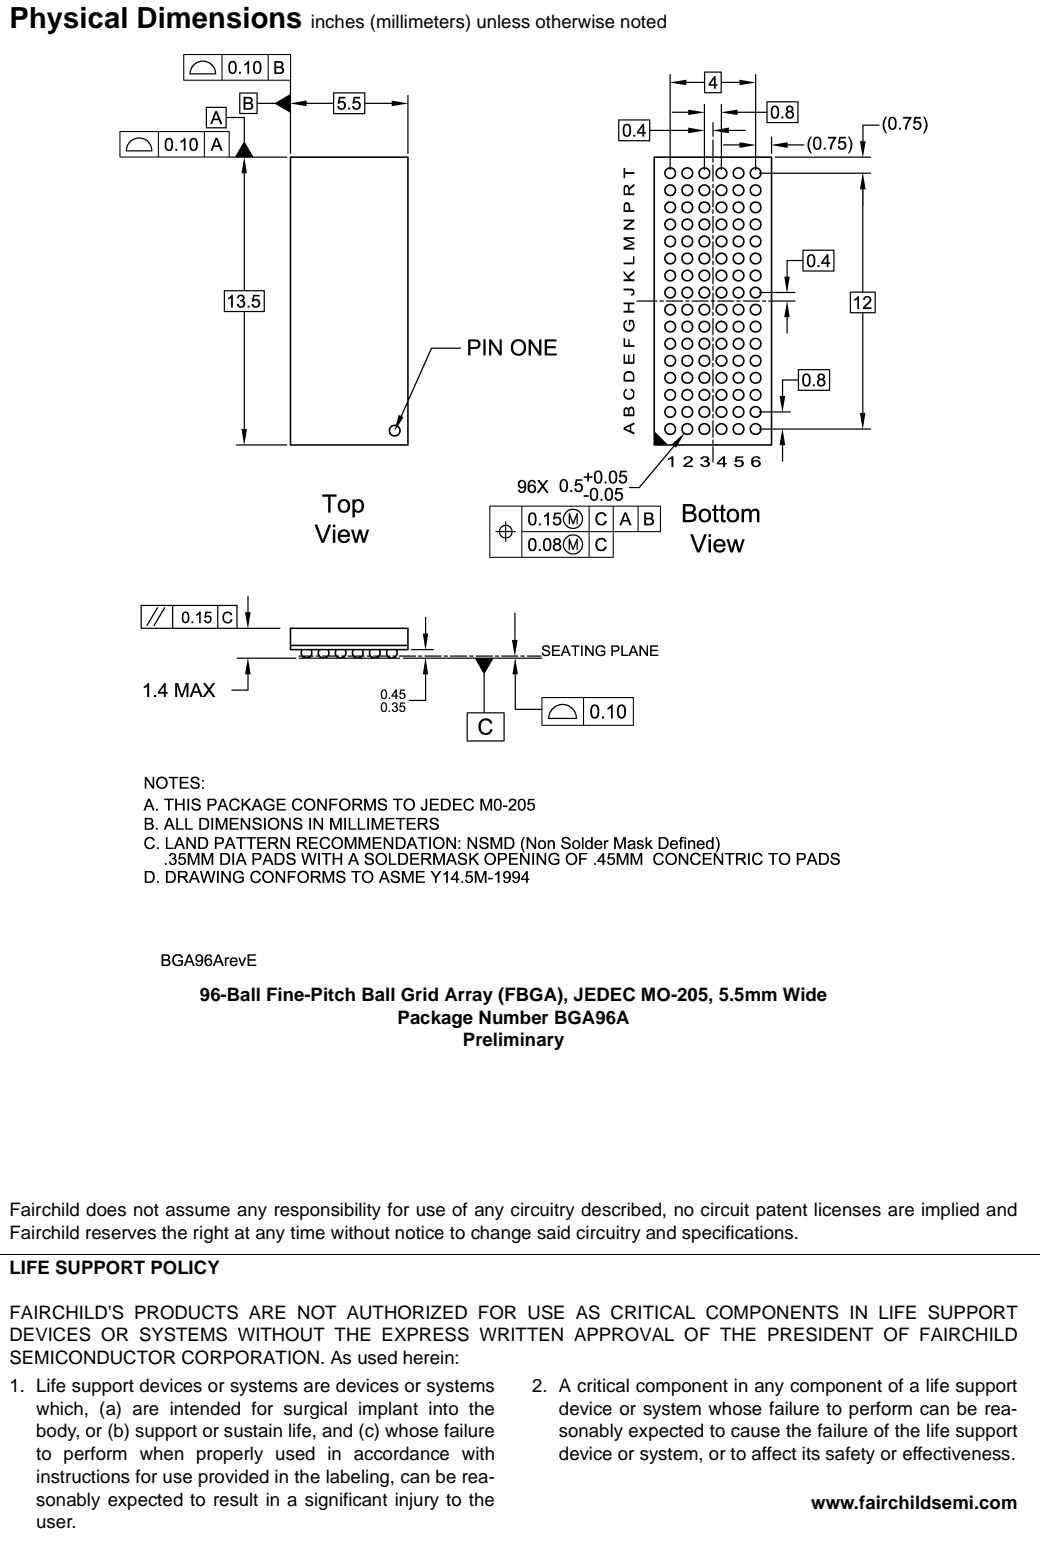 Physical Dimensions inches (millimeters) unless otherwise noted
0.10 B
B
5.5
A
0.10 A
13.5
PIN ONE
Top
View
4
0.8
0.4
(0.75)
(0.75)
T
R
P
N
M
L
K
J
H
G
F
E
D
C
B
A
0.4
12
0.8
1 2 3 4 5 6
96X 0.5 +0.05
-0.05
0.15Ⓜ C A B
0.08Ⓜ C
Bottom
View
// 0.15 C
SEATING PLANE
1.4 MAX
0.45
0.35
C
0.10
NOTES:
A. THIS PACKAGE CONFORMS TO JEDEC M0-205
B. ALL DIMENSIONS IN MILLIMETERS
C. LAND PATTERN RECOMMENDATION: NSMD (Non Solder Mask Defined)
.35MM DIA PADS WITH A SOLDERMASK OPENING OF .45MM CONCENTRIC TO PADS
D. DRAWING CONFORMS TO ASME Y14.5M-1994
BGA96ArevE
96-Ball Fine-Pitch Ball Grid Array (FBGA), JEDEC MO-205, 5.5mm Wide
Package Number BGA96A
Preliminary
Fairchild does not assume any responsibility for use of any circuitry described, no circuit patent licenses are implied and
Fairchild reserves the right at any time without notice to change said circuitry and specifications.
LIFE SUPPORT POLICY
FAIRCHILD'S PRODUCTS ARE NOT AUTHORIZED FOR USE AS CRITICAL COMPONENTS IN LIFE SUPPORT
DEVICES OR SYSTEMS WITHOUT THE EXPRESS WRITTEN APPROVAL OF THE PRESIDENT OF FAIRCHILD
SEMICONDUCTOR CORPORATION. As used herein:
1. Life support devices or systems are devices or systems
which, (a) are intended for surgical implant into the
body, or (b) support or sustain life, and (c) whose failure
to perform when properly used in accordance with
instructions for use provided in the labeling, can be rea-
sonably expected to result in a significant injury to the
user.
2. A critical component in any component of a life support
device or system whose failure to perform can be rea-
sonably expected to cause the failure of the life support
device or system, or to affect its safety or effectiveness.
www.fairchildsemi.com